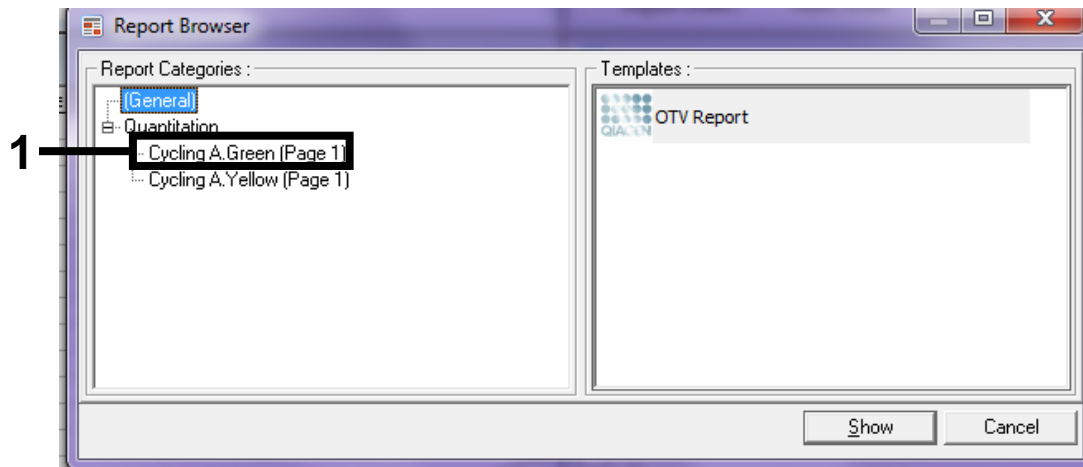 Report Browser
Report Categories :
(General)
Quantitation
Cycling A.Green (Page 1)
Cycling A.Yellow (Page 1)
1
Templates :
QIAGEN
OTV Report
Show
Cancel